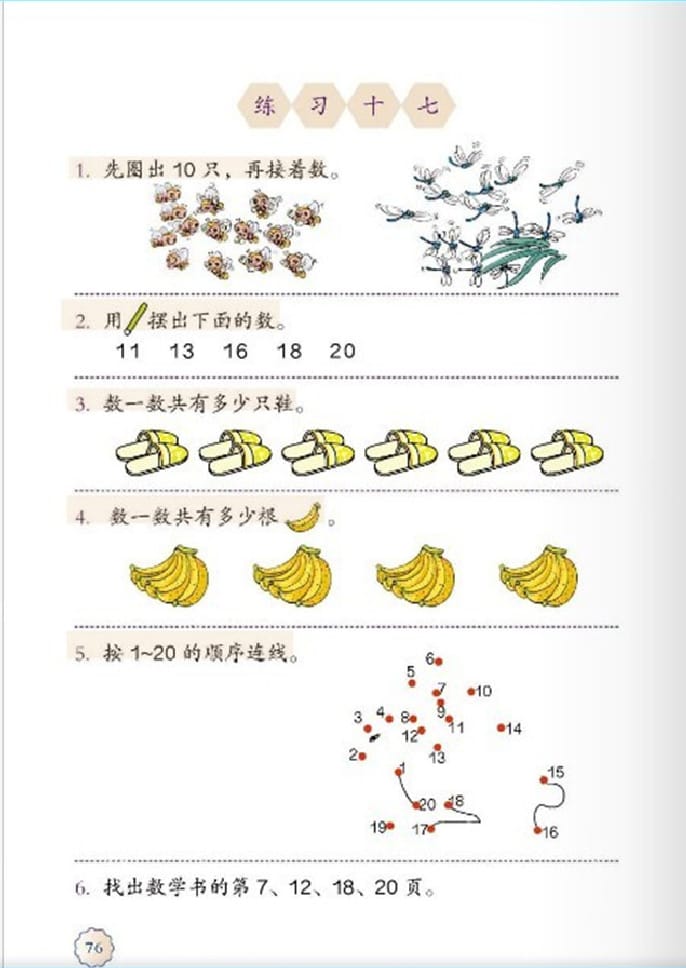 练习十七
1. 先圈出 10 只，再接着数。
2. 用 摆出下面的数。
11 13 16 18 20
3. 数一数共有多少只鞋。
4. 数一数共有多少根 。
5. 按 1~20 的顺序连线。
6
5
7 10
3 4 8 9
12 11 14
13
2
1
15
20 18
19 17
16
6. 找出数学书的第 7、12、18、20 页。
76